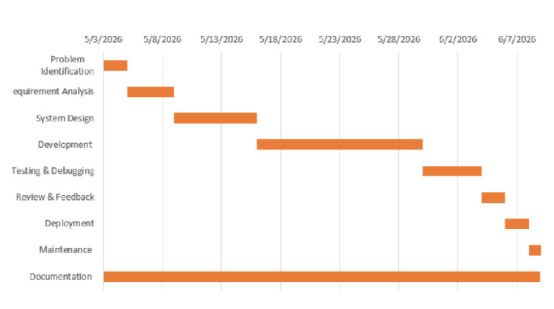 5/3/2026 5/8/2026 5/13/2026 5/18/2026 5/23/2026 5/28/2026 6/2/2026 6/7/2026
Problem
Identification
equirement Analysis
System Design
Development
Testing & Debugging
Review & Feedback
Deployment
Maintenance
Documentation